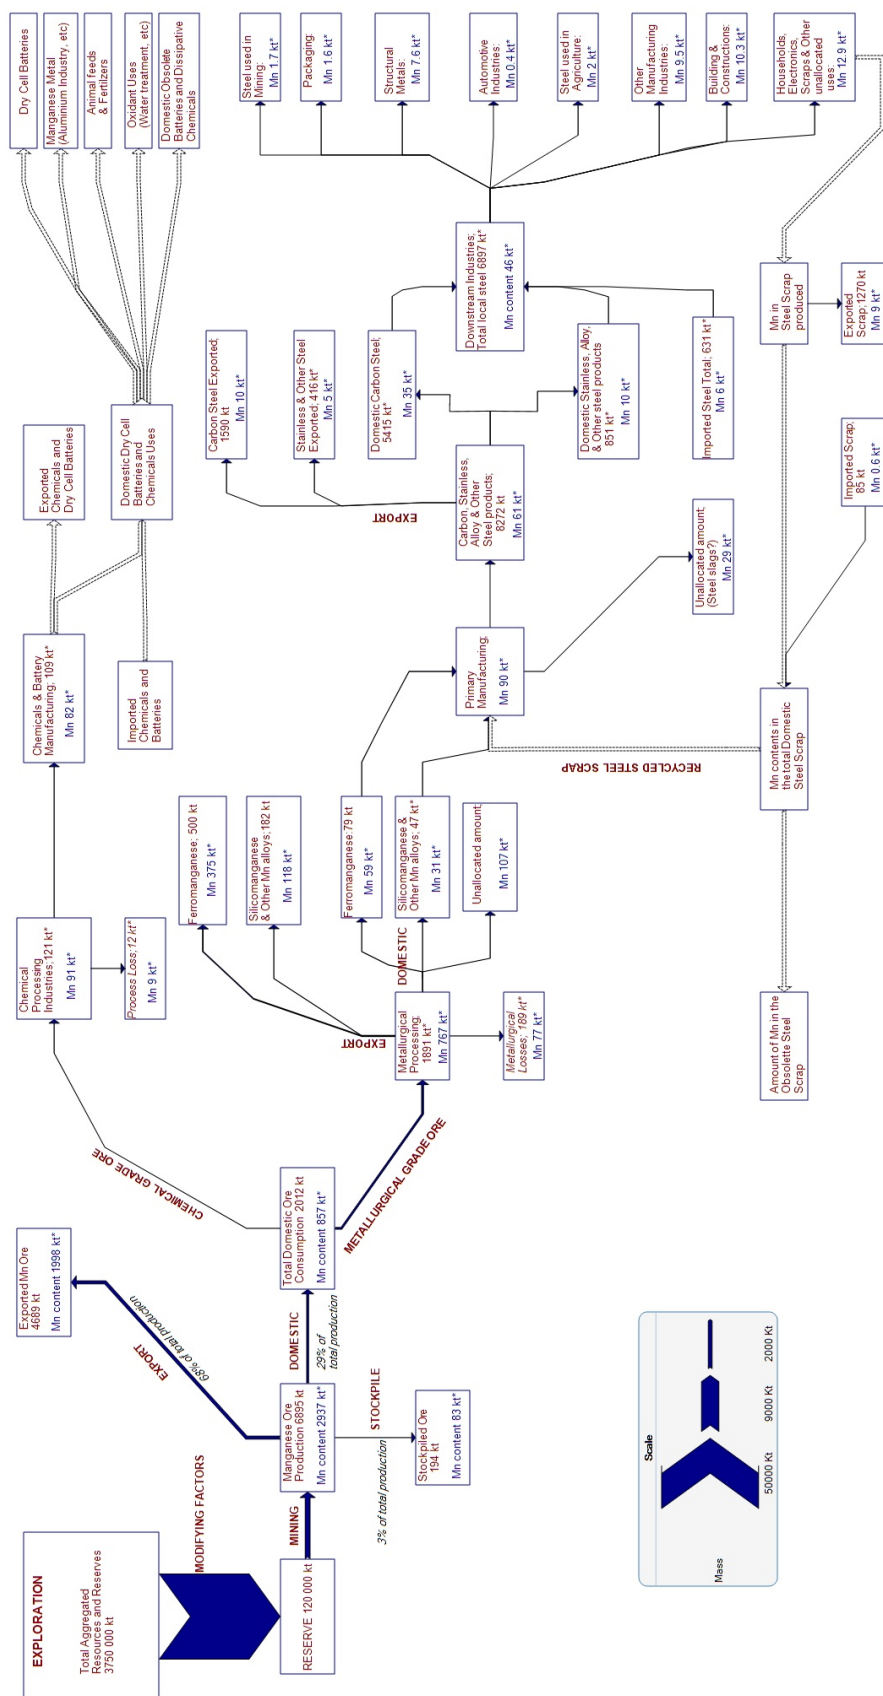 EXPLORATION
Total Aggregated
Resources and Reserves
3750 000 kt
MODIFYING FACTORS
RESERVE 120 000 kt
MINING
Manganese Ore
Production 6895 kt
Mn content 2937 kt*
EXPORT
68% of total production
Exported Mn Ore
4689 kt
Mn content 1998 kt*
DOMESTIC
29% of
total production
STOCKPILE
3% of total production
Stockpiled Ore
194 kt
Mn content 83 kt*
Total Domestic Ore
Consumption 2012 kt
Mn content 857 kt*
CHEMICAL GRADE ORE
METALLURGICAL GRADE ORE
Chemical
Processing
Industries;121 kt*
Mn 91 kt*
Process Loss;12 kt*
Mn 9 kt*
Chemicals & Battery
Manufacturing; 109 kt*
Mn 82 kt*
Imported
Chemicals and
Batteries
Exported
Chemicals and
Dry Cell Batteries
Domestic Dry Cell
Batteries and
Chemicals Uses
Dry Cell Batteries
Manganese Metal
(Aluminium Industry, etc)
Animal feeds
& Fertilizers
Oxidant Uses
(Water treatment, etc)
Domestic Obsolete
Batteries and Dissipative
Chemicals
Metallurgical
Processing;
1891 kt*
Mn 767 kt*
EXPORT
DOMESTIC
Metallurgical
Losses; 189 kt*
Mn 77 kt*
Ferromanganese; 500 kt
Mn 375 kt*
Silicomanganese
& Other Mn alloys;182 kt
Mn 118 kt*
Ferromanganese;79 kt
Mn 59 kt*
Silicomanganese &
Other Mn alloys; 47 kt*
Mn 31 kt*
Unallocated amount;
Mn 107 kt*
Primary
Manufacturing;
Mn 90 kt*
Unallocated amount;
(Steel slags?)
Mn 29 kt*
Carbon, Stainless,
Alloy & Other
Steel products;
8272 kt
Mn 61 kt*
EXPORT
Carbon Steel Exported;
1590 kt
Mn 10 kt*
Stainless & Other Steel
Exported; 416 kt*
Mn 5 kt*
Domestic Carbon Steel;
5415 kt*
Mn 35 kt*
Domestic Stainless, Alloy,
& Other steel products
851 kt*
Mn 10 kt*
Imported Steel Total; 631 kt*
Mn 6 kt*
Downstream Industries;
Total local steel 6897 kt*
Mn content 46 kt*
Steel used in
Mining:
Mn 1.7 kt*
Packaging:
Mn 1.6 kt*
Structural
Metals:
Mn 7.6 kt*
Automotive
Industries:
Mn 0.4 kt*
Steel used in
Agriculture;
Mn 2 kt*
Other
Manufacturing
Industries:
Mn 9.5 kt*
Building &
Constructions:
Mn 10.3 kt*
Households,
Electronics,
Scraps & Other
unallocated
uses:
Mn 12.9 kt*
Mn in
Steel Scrap
produced
Exported
Scrap;1270 kt
Mn 9 kt*
Imported Scrap;
85 kt
Mn 0.6 kt*
Mn contents in
the total Domestic
Steel Scrap
RECYCLED STEEL SCRAP
Amount of Mn in the
Obsolette Steel
Scrap
Scale
Mass
50000 Kt
9000 Kt
2000 Kt